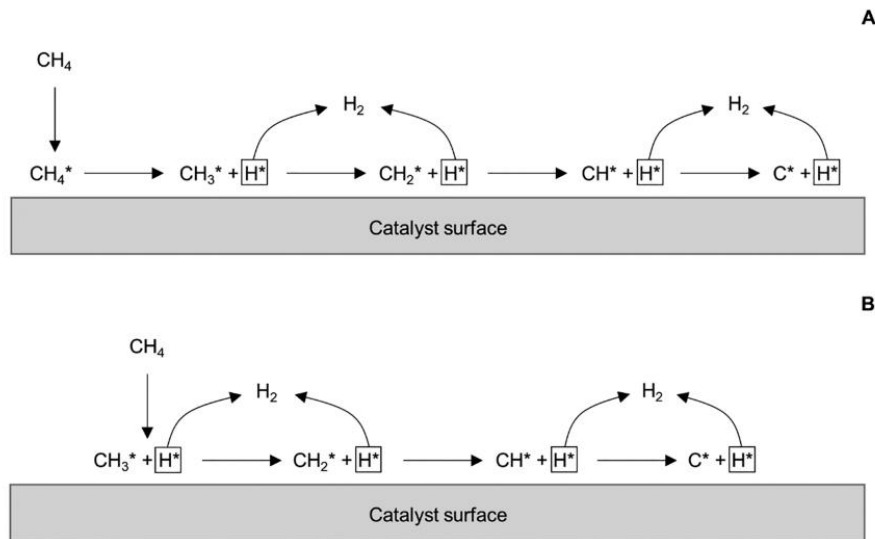 A
CH₄
H₂ H₂
CH₄* CH₃* + H* CH₂* + H* CH* + H* C* + H*
Catalyst surface
B
CH₄
H₂ H₂
CH₃* + H* CH₂* + H* CH* + H* C* + H*
Catalyst surface